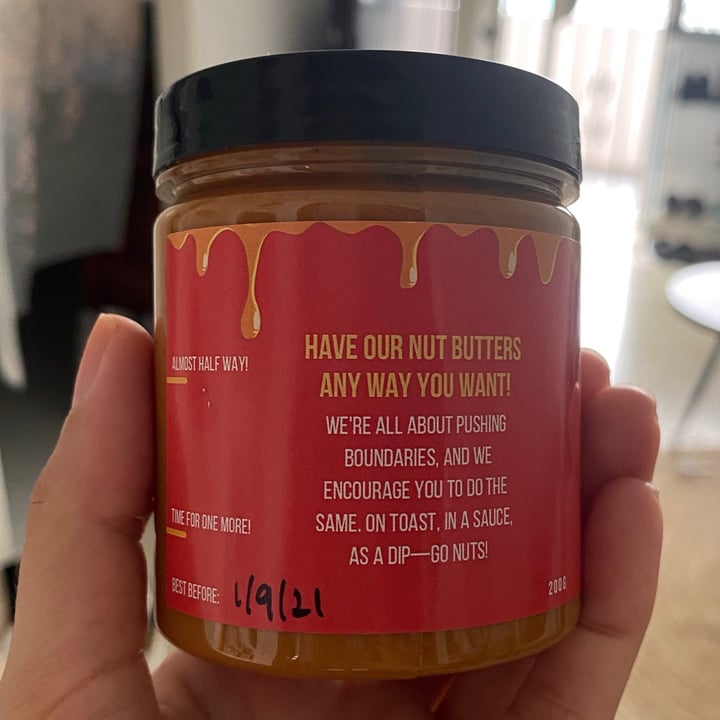 ALMOST HALF WAY!
HAVE OUR NUT BUTTERS
ANY WAY YOU WANT!
WE'RE ALL ABOUT PUSHING
BOUNDARIES, AND WE
ENCOURAGE YOU TO DO THE
SAME. ON TOAST, IN A SAUCE,
AS A DIP—GO NUTS!
TIME FOR ONE MORE!
BEST BEFORE: 1/9/21
200G